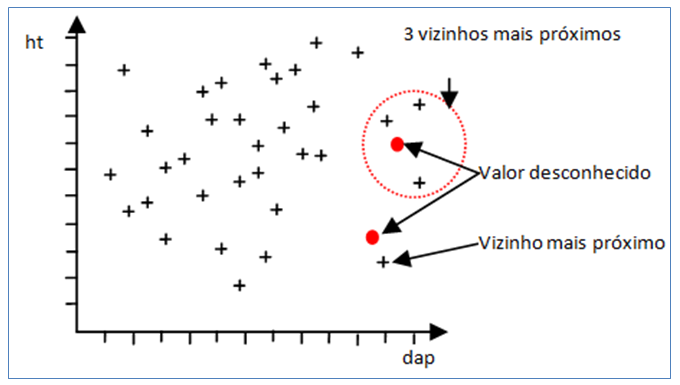 ht
3 vizinhos mais próximos
Valor desconhecido
Vizinho mais próximo
dap